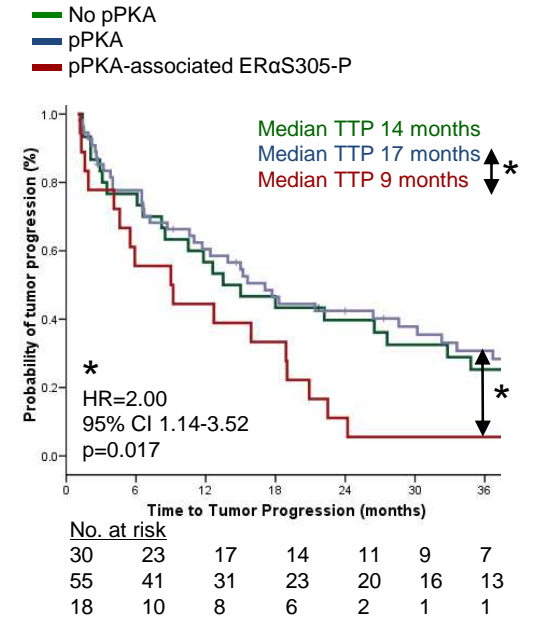 No pPKA
pPKA
pPKA-associated ERαS305-P
Median TTP 14 months
Median TTP 17 months
*
Median TTP 9 months
Probability of tumor progression (%)
1.0
0.8
0.6
0.4
0.2
0.0
*
HR=2.00
95% CI 1.14-3.52
p=0.017
*
0 6 12 18 24 30 36
Time to Tumor Progression (months)
No. at risk
30 23 17 14 11 9 7
55 41 31 23 20 16 13
18 10 8 6 2 1 1